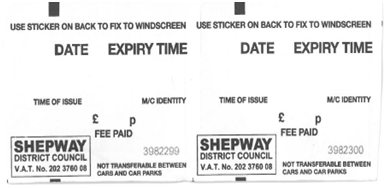 USE STICKER ON BACK TO FIX TO WINDSCREEN
DATE EXPIRY TIME
TIME OF ISSUE M/C IDENTITY
£ p
FEE PAID
SHEPWAY
DISTRICT COUNCIL
V.A.T. No. 202 3760 08
3982299
NOT TRANSFERABLE BETWEEN
CARS AND CAR PARKS
USE STICKER ON BACK TO FIX TO WINDSCREEN
DATE EXPIRY TIME
TIME OF ISSUE M/C IDENTITY
£ p
FEE PAID
SHEPWAY
DISTRICT COUNCIL
V.A.T. No. 202 3760 08
3982300
NOT TRANSFERABLE BETWEEN
CARS AND CAR PARKS